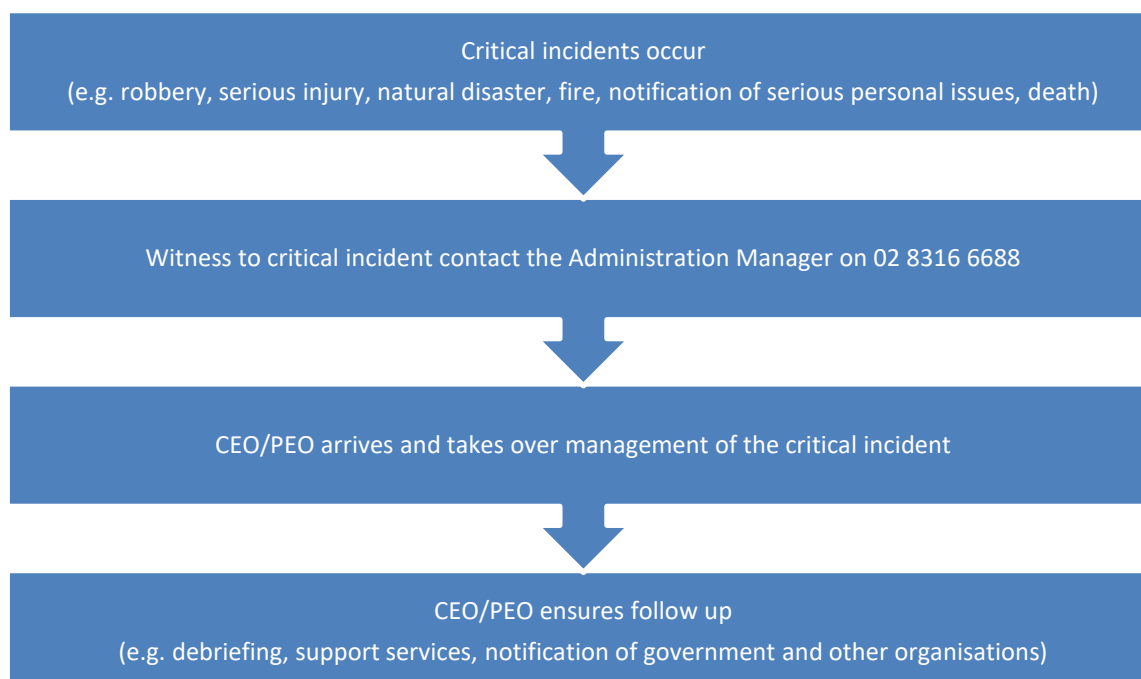 Critical incidents occur
(e.g. robbery, serious injury, natural disaster, fire, notification of serious personal issues, death)
Witness to critical incident contact the Administration Manager on 02 8316 6688
CEO/PEO arrives and takes over management of the critical incident
CEO/PEO ensures follow up
(e.g. debriefing, support services, notification of government and other organisations)